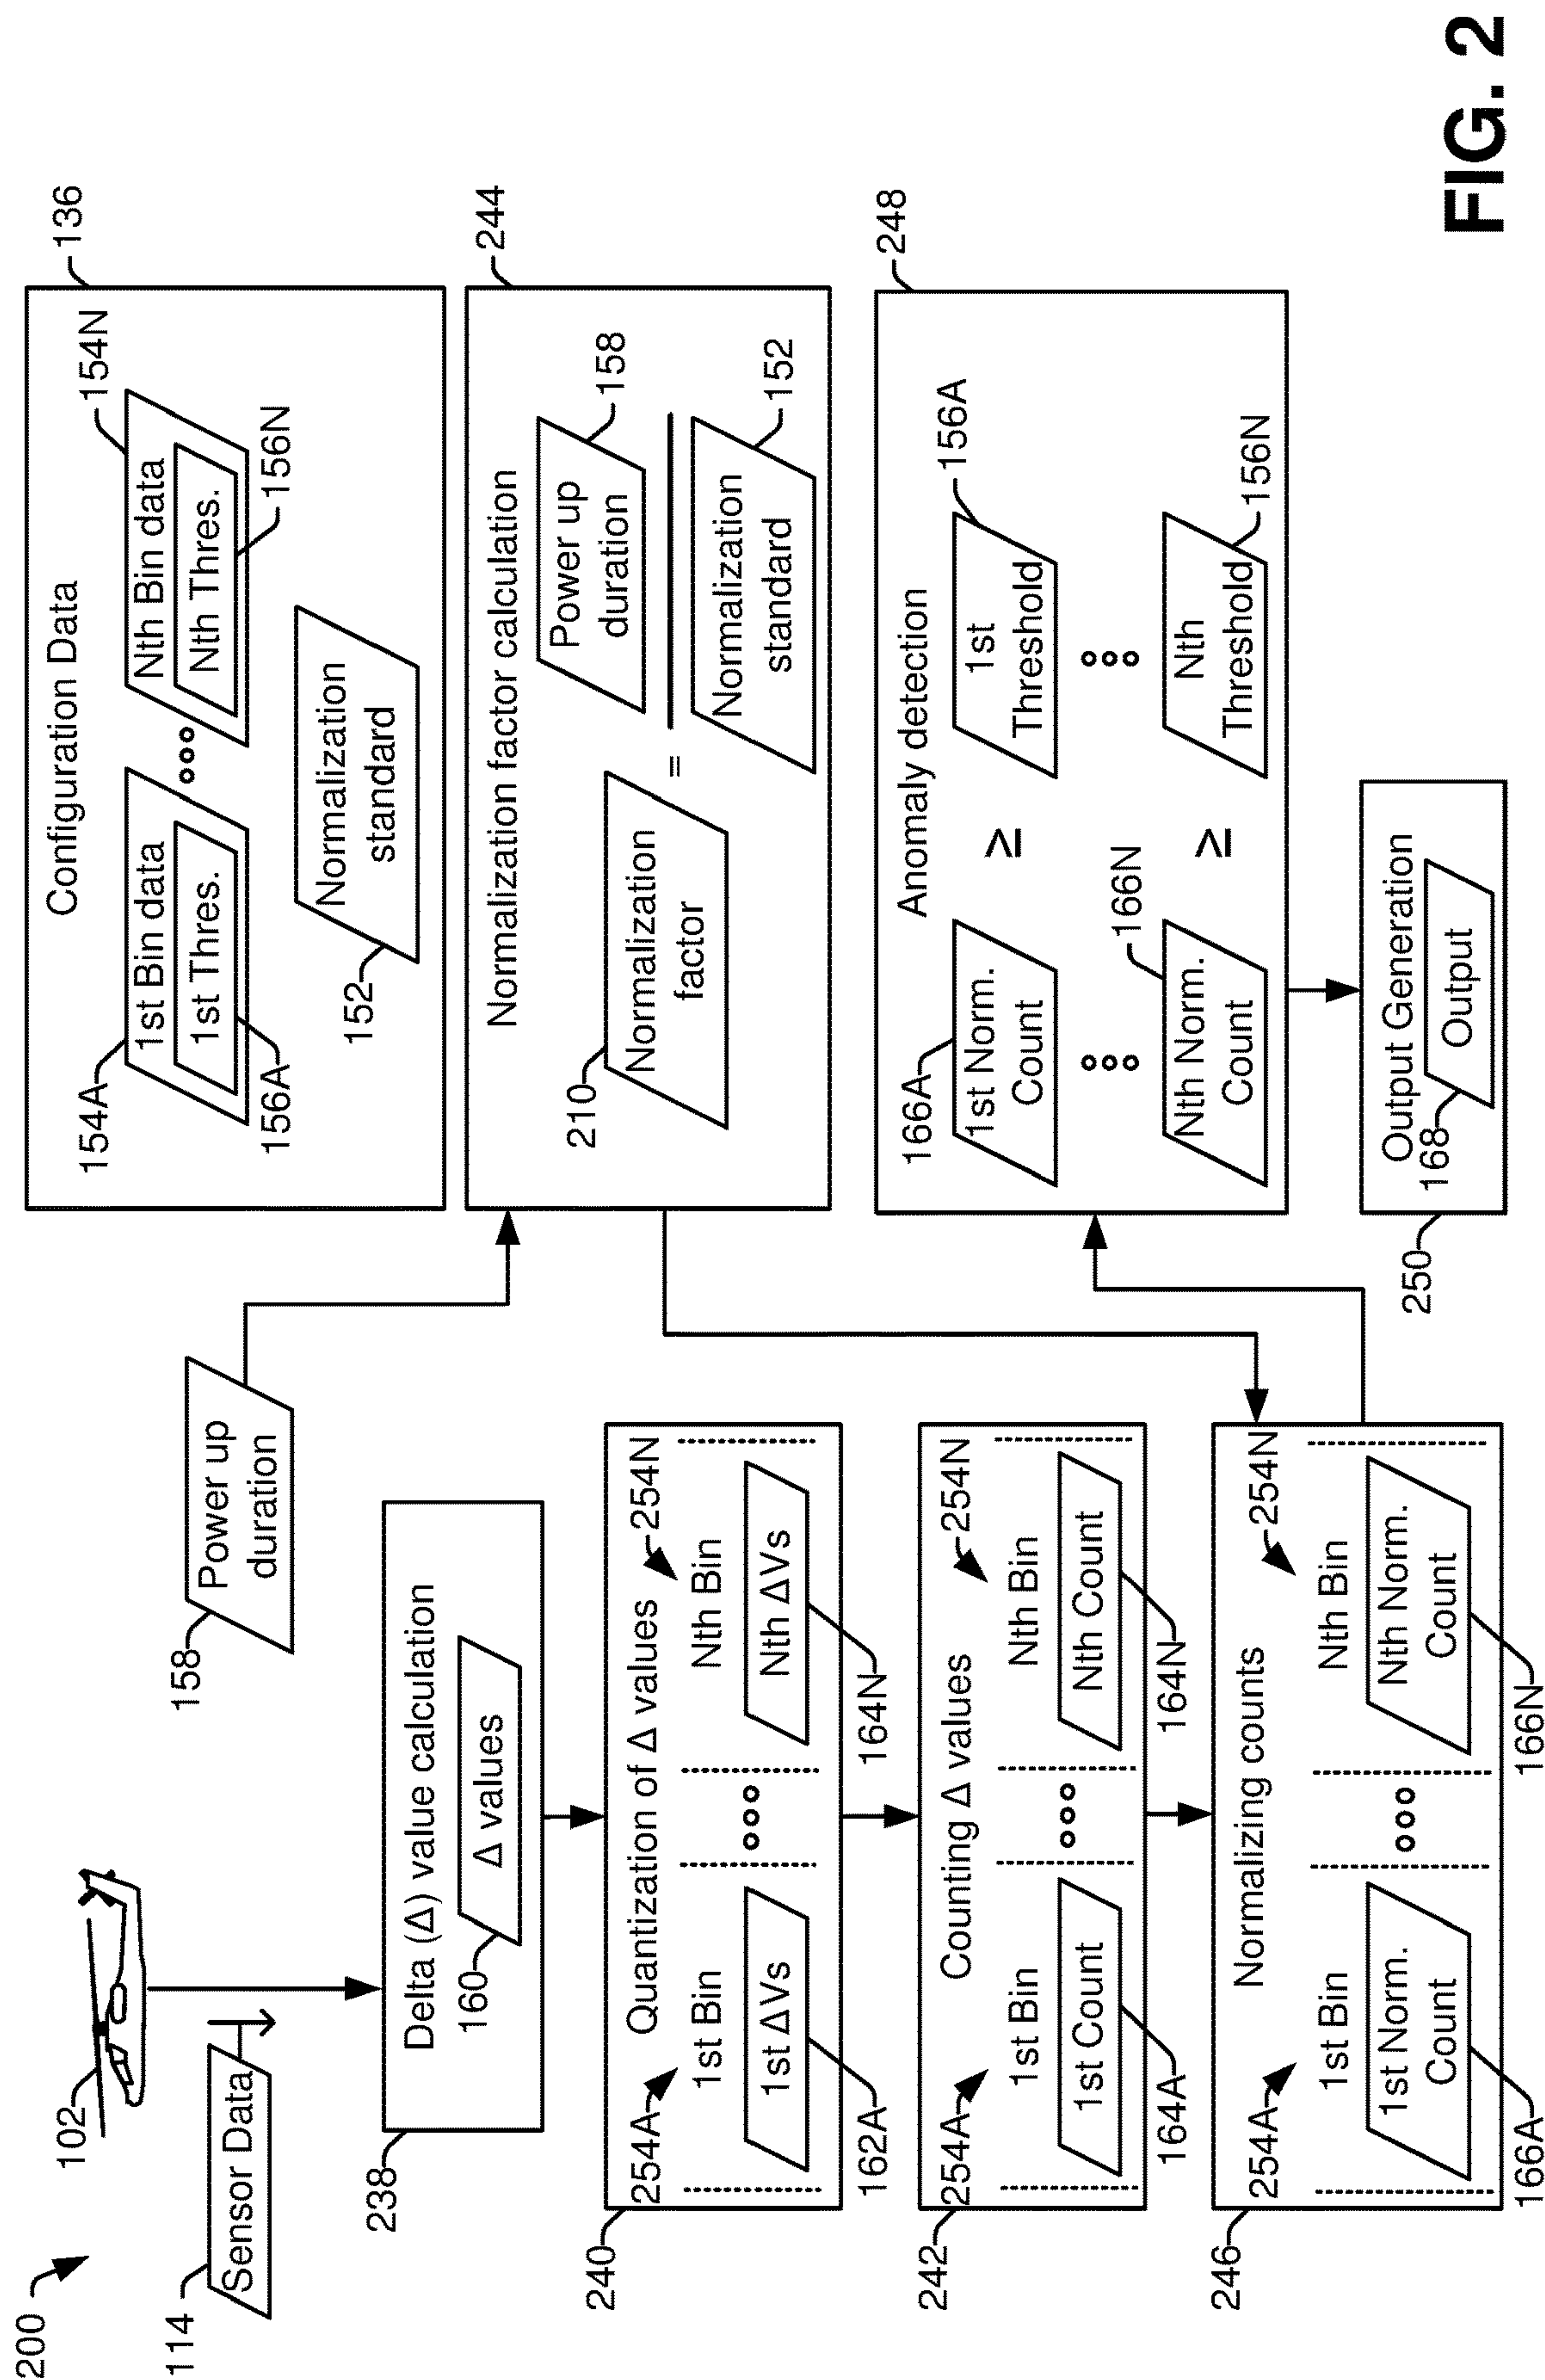 200
102
114
Sensor Data
158
Power up
duration
238
Delta (Δ) value calculation
160
Δ values
240
Quantization of Δ values
254A
254N
1st Bin
Nth Bin
1st ΔVs
Nth ΔVs
162A
164N
242
Counting Δ values
254A
254N
1st Bin
Nth Bin
1st Count
Nth Count
164A
164N
246
Normalizing counts
254A
254N
1st Bin
Nth Bin
1st Norm.
Count
Nth Norm.
Count
166A
166N
136
Configuration Data
154A
154N
1st Bin data
1st Thres.
Nth Bin data
Nth Thres.
156A
156N
152
Normalization
standard
244
Normalization factor calculation
210
Normalization
factor
=
Power up
duration
158
Normalization
standard
152
248
Anomaly detection
166A
156A
1st Norm.
Count
≥
1st
Threshold
166N
156N
Nth Norm.
Count
≥
Nth
Threshold
250
Output Generation
168
Output
FIG. 2